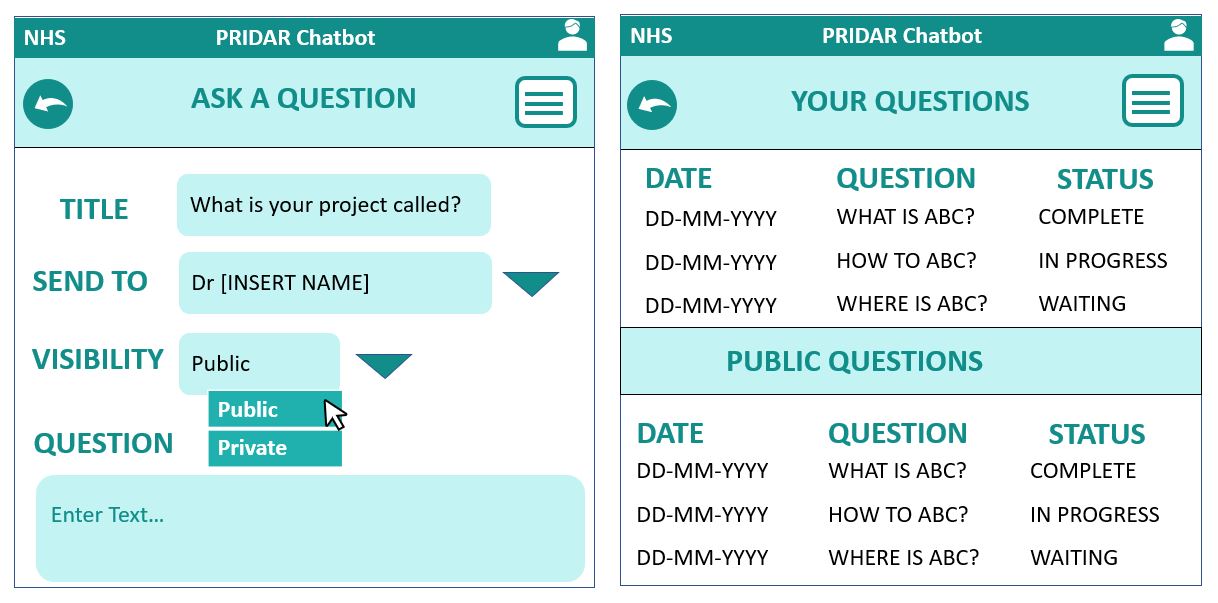 NHS PRIDAR Chatbot
ASK A QUESTION
TITLE What is your project called?
SEND TO Dr [INSERT NAME]
VISIBILITY Public
Public
Private
QUESTION
Enter Text...
NHS PRIDAR Chatbot
YOUR QUESTIONS
DATE QUESTION STATUS
DD-MM-YYYY WHAT IS ABC? COMPLETE
DD-MM-YYYY HOW TO ABC? IN PROGRESS
DD-MM-YYYY WHERE IS ABC? WAITING
PUBLIC QUESTIONS
DATE QUESTION STATUS
DD-MM-YYYY WHAT IS ABC? COMPLETE
DD-MM-YYYY HOW TO ABC? IN PROGRESS
DD-MM-YYYY WHERE IS ABC? WAITING